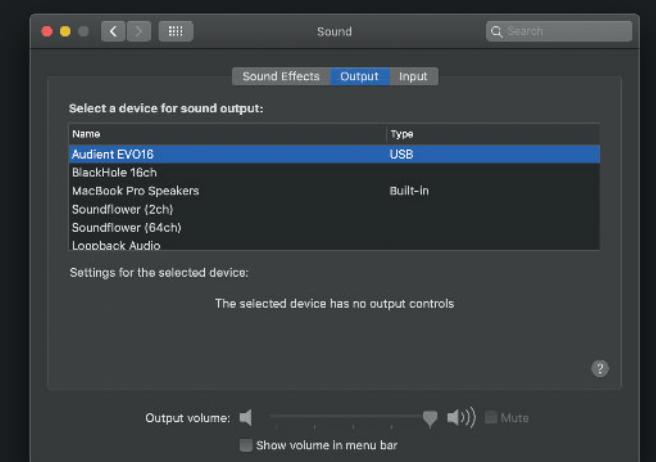 Sound
Search
Sound Effects Output Input
Select a device for sound output:
Name Type
Audient EVO16 USB
BlackHole 16ch
MacBook Pro Speakers Built-in
Soundflower (2ch)
Soundflower (64ch)
Loopback Audio
Settings for the selected device:
The selected device has no output controls
?
Output volume: Mute
Show volume in menu bar